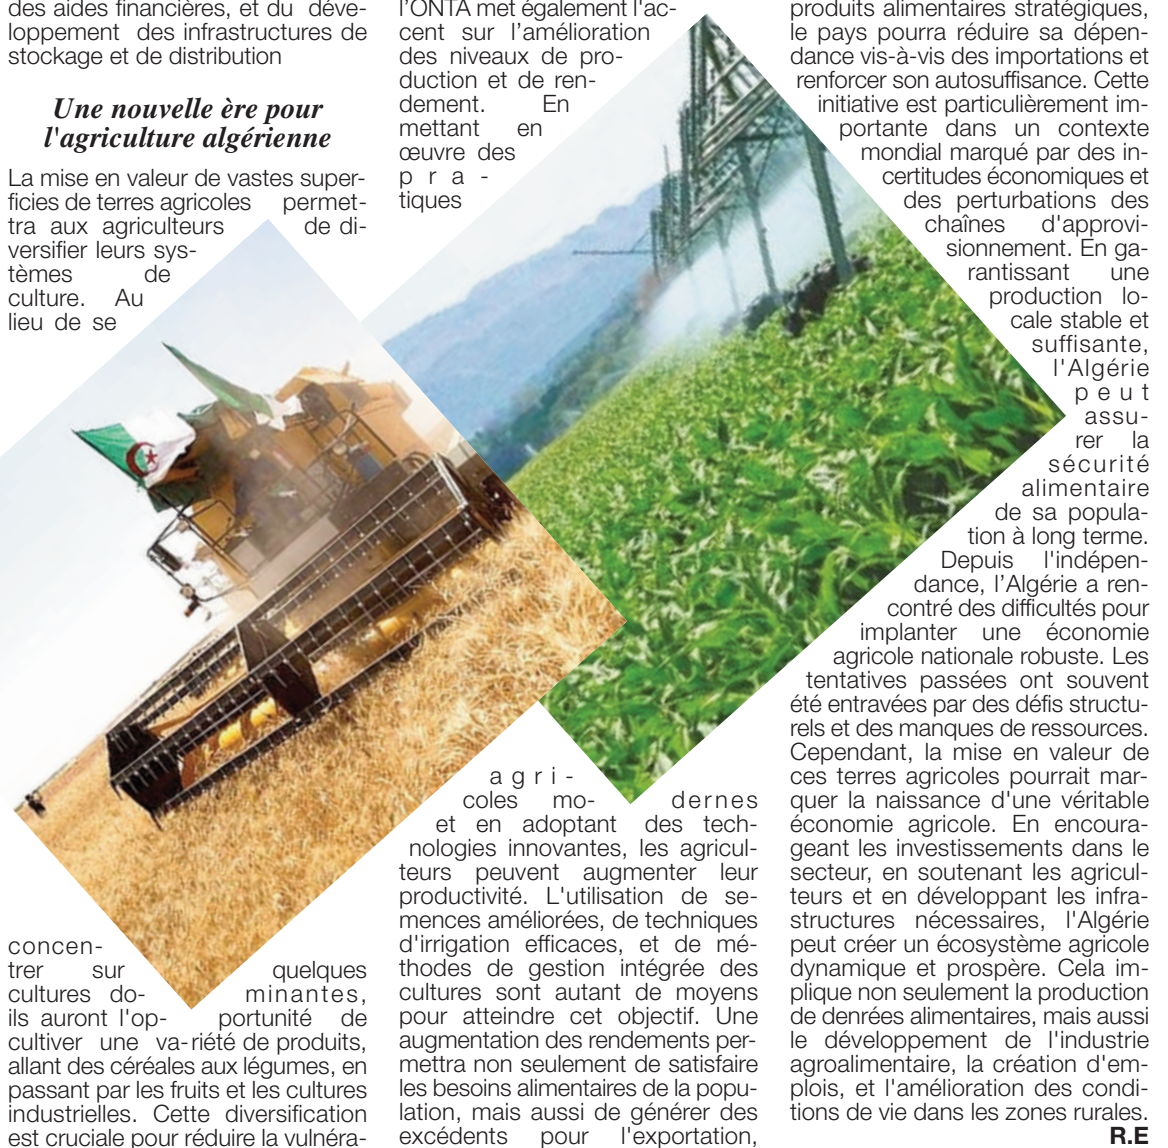 des aides financières, et du déve-
loppement des infrastructures de
stockage et de distribution
Une nouvelle ère pour
l'agriculture algérienne
La mise en valeur de vastes super-
ficies de terres agricoles permet-
tra aux agriculteurs de di-
versifier leurs sys-
tèmes de
culture. Au
lieu de se
concen-
trer sur quelques
cultures do- minantes,
ils auront l'op- portunité de
cultiver une va-riété de produits,
allant des céréales aux légumes, en
passant par les fruits et les cultures
industrielles. Cette diversification
est cruciale pour réduire la vulnéra-
l'ONTA met également l'ac-
cent sur l'amélioration
des niveaux de pro-
duction et de ren-
dement. En
mettant en
œuvre des
p r a -
tiques
a g r i -
coles mo- dernes
et en adoptant des tech-
nologies innovantes, les agricul-
teurs peuvent augmenter leur
productivité. L'utilisation de se-
mences améliorées, de techniques
d'irrigation efficaces, et de mé-
thodes de gestion intégrée des
cultures sont autant de moyens
pour atteindre cet objectif. Une
augmentation des rendements per-
mettra non seulement de satisfaire
les besoins alimentaires de la popu-
lation, mais aussi de générer des
excédents pour l'exportation,
produits alimentaires stratégiques,
le pays pourra réduire sa dépen-
dance vis-à-vis des importations et
renforcer son autosuffisance. Cette
initiative est particulièrement im-
portante dans un contexte
mondial marqué par des in-
certitudes économiques et
des perturbations des
chaînes d'approvi-
sionnement. En ga-
rantissant une
production lo-
cale stable et
suffisante,
l'Algérie
p e u t
assu-
rer la
sécurité
alimentaire
de sa popula-
tion à long terme.
Depuis l'indépen-
dance, l'Algérie a ren-
contré des difficultés pour
implanter une économie
agricole nationale robuste. Les
tentatives passées ont souvent
été entravées par des défis structu-
rels et des manques de ressources.
Cependant, la mise en valeur de
ces terres agricoles pourrait mar-
quer la naissance d'une véritable
économie agricole. En encoura-
geant les investissements dans le
secteur, en soutenant les agricul-
teurs et en développant les infra-
structures nécessaires, l'Algérie
peut créer un écosystème agricole
dynamique et prospère. Cela im-
plique non seulement la production
de denrées alimentaires, mais aussi
le développement de l'industrie
agroalimentaire, la création d'em-
plois, et l'amélioration des condi-
tions de vie dans les zones rurales.
R.E